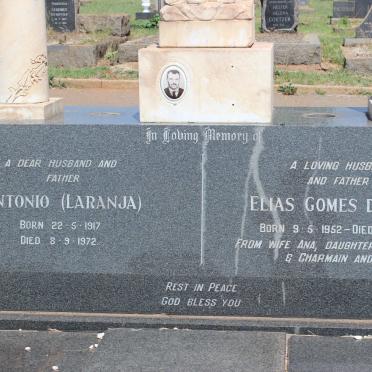 In Loving Memory of
A DEAR HUSBAND AND
FATHER
NTONIO (LARANJA)
BORN 22-5-1917
DIED 8-9-1972
A LOVING HUSB
AND FATHER
ELIAS GOMES D
BORN 9-5-1952-DIED
FROM WIFE ANA, DAUGHTER
& CHARMAIN AND
REST IN PEACE
GOD BLESS YOU